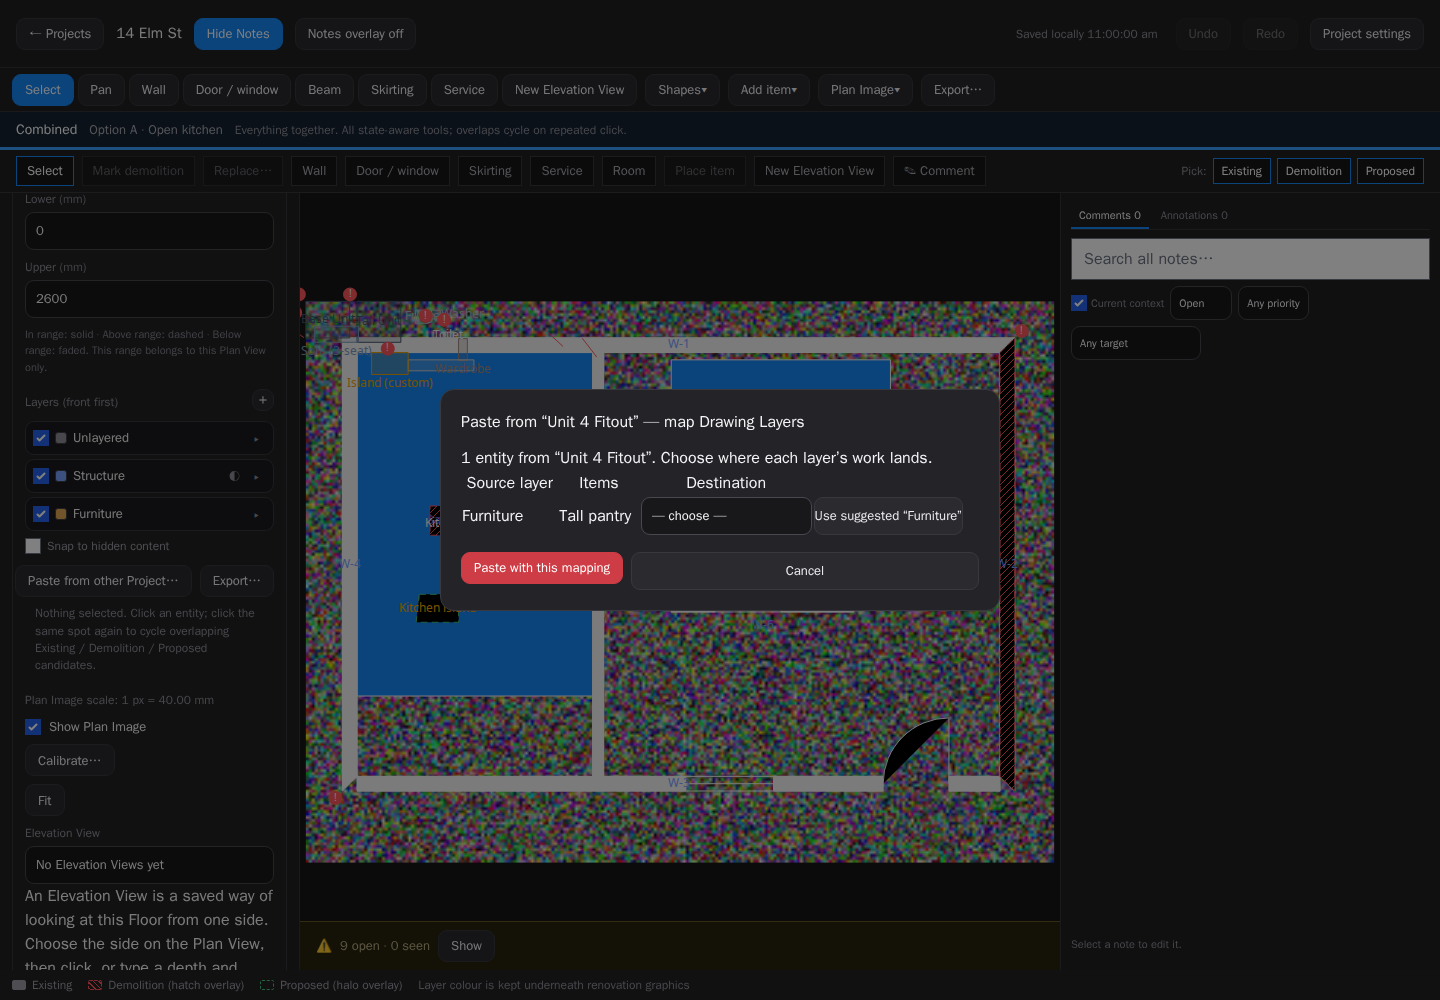 ← Projects
14 Elm St
Hide Notes
Notes overlay off
Saved locally 11:00:00 am
Undo
Redo
Project settings
Select
Pan
Wall
Door / window
Beam
Skirting
Service
New Elevation View
Shapes▾
Add item▾
Plan Image▾
Export⋯
Combined
Option A · Open kitchen
Everything together. All state-aware tools; overlaps cycle on repeated click.
Select
Mark demolition
Replace⋯
Wall
Door / window
Skirting
Service
Room
Place item
New Elevation View
✎ Comment
Pick:
Existing
Demolition
Proposed
Lower (mm)
0
Upper (mm)
2600
In range: solid · Above range: dashed · Below
range: faded. This range belongs to this Plan View
only.
Layers (front first)
+
Unlayered
Structure
Furniture
Snap to hidden content
Paste from other Project⋯
Export⋯
Nothing selected. Click an entity; click the
same spot again to cycle overlapping
Existing / Demolition / Proposed
candidates.
Plan Image scale: 1 px = 40.00 mm
Show Plan Image
Calibrate⋯
Fit
Elevation View
No Elevation Views yet
An Elevation View is a saved way of
looking at this Floor from one side.
Choose the side on the Plan View,
then click, or type a depth and
Toilet
W-1
Wardrobe
Island (custom)
W-4
W-2
Kitchen
W-3
Paste from “Unit 4 Fitout” — map Drawing Layers
1 entity from “Unit 4 Fitout”. Choose where each layer’s work lands.
Source layer
Items
Destination
Furniture
Tall pantry
— choose —
Use suggested “Furniture”
Paste with this mapping
Cancel
9 open · 0 seen
Show
Comments 0
Annotations 0
Search all notes⋯
Current context
Open
Any priority
Any target
Select a note to edit it.
Existing
Demolition (hatch overlay)
Proposed (halo overlay)
Layer colour is kept underneath renovation graphics